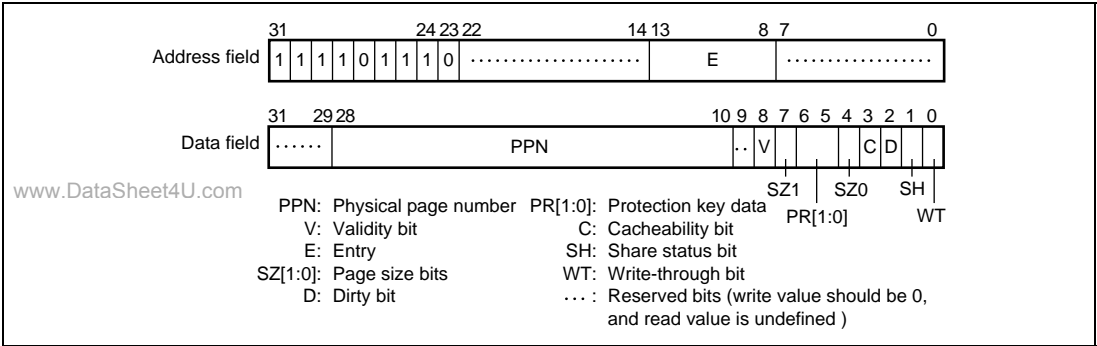 31 24 23 22 14 13 8 7 0
Address field 1 1 1 1 0 1 1 1 0 ..................... E .................
31 29 28 10 9 8 7 6 5 4 3 2 1 0
Data field ...... PPN .. V C D
SZ1 SZ0 SH
PR[1:0] WT
www.DataSheet4U.com
PPN: Physical page number PR[1:0]: Protection key data
V: Validity bit C: Cacheability bit
E: Entry SH: Share status bit
SZ[1:0]: Page size bits WT: Write-through bit
D: Dirty bit ... : Reserved bits (write value should be 0,
and read value is undefined )